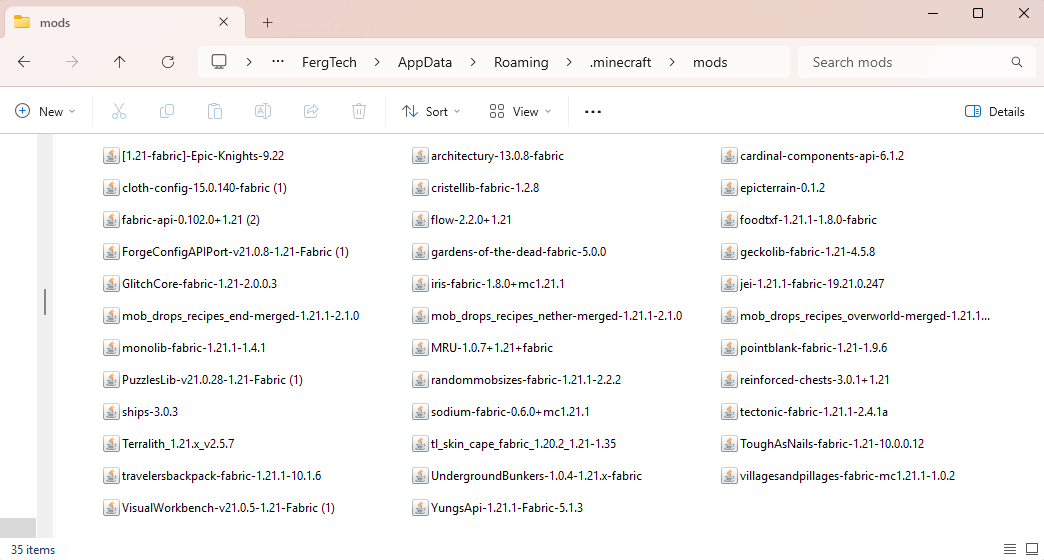 mods
FergTech > AppData > Roaming > .minecraft > mods
Search mods
New
Sort
View
Details
[1.21-fabric]-Epic-Knights-9.22 architectury-13.0.8-fabric cardinal-components-api-6.1.2
cloth-config-15.0.140-fabric (1) cristellib-fabric-1.2.8 epicterrain-0.1.2
fabric-api-0.102.0+1.21 (2) flow-2.2.0+1.21 foodtxf-1.21.1-1.8.0-fabric
ForgeConfigAPIPort-v21.0.8-1.21-Fabric (1) gardens-of-the-dead-fabric-5.0.0 geckolib-fabric-1.21-4.5.8
GlitchCore-fabric-1.21-2.0.0.3 iris-fabric-1.8.0+mc1.21.1 jei-1.21.1-fabric-19.21.0.247
mob_drops_recipes_end-merged-1.21.1-2.1.0 mob_drops_recipes_nether-merged-1.21.1-2.1.0 mob_drops_recipes_overworld-merged-1.21.1...
monolib-fabric-1.21.1-1.4.1 MRU-1.0.7+1.21+fabric pointblank-fabric-1.21-1.9.6
PuzzlesLib-v21.0.28-1.21-Fabric (1) randommobsizes-fabric-1.21.1-2.2.2 reinforced-chests-3.0.1+1.21
ships-3.0.3 sodium-fabric-0.6.0+mc1.21.1 tectonic-fabric-1.21.1-2.4.1a
Terralith_1.21.x_v2.5.7 tl_skin_cape_fabric_1.20.2_1.21-1.35 ToughAsNails-fabric-1.21-10.0.0.12
travelersbackpack-fabric-1.21.1-10.1.6 UndergroundBunkers-1.0.4-1.21.x-fabric villagesandpillages-fabric-mc1.21.1-1.0.2
VisualWorkbench-v21.0.5-1.21-Fabric (1) YungsApi-1.21.1-Fabric-5.1.3
35 items